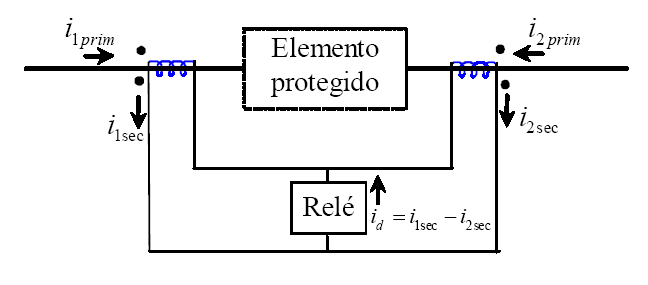 i1prim
Elemento
protegido
i2prim
i1sec
i2sec
Relé
id = i1sec − i2sec